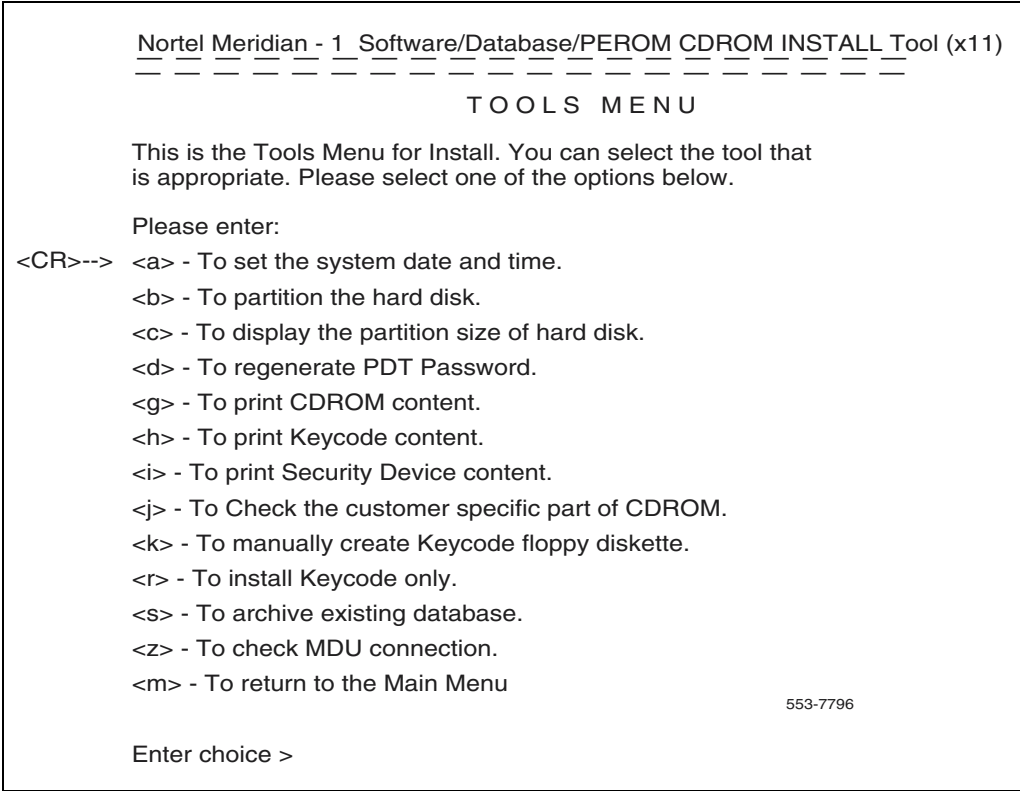 Nortel Meridian - 1 Software/Database/PEROM CDROM INSTALL Tool (x11)
TOOLS MENU
This is the Tools Menu for Install. You can select the tool that
is appropriate. Please select one of the options below.
Please enter:
<CR>--> <a> - To set the system date and time.
<b> - To partition the hard disk.
<c> - To display the partition size of hard disk.
<d> - To regenerate PDT Password.
<g> - To print CDROM content.
<h> - To print Keycode content.
<i> - To print Security Device content.
<j> - To Check the customer specific part of CDROM.
<k> - To manually create Keycode floppy diskette.
<r> - To install Keycode only.
<s> - To archive existing database.
<z> - To check MDU connection.
<m> - To return to the Main Menu
553-7796
Enter choice >